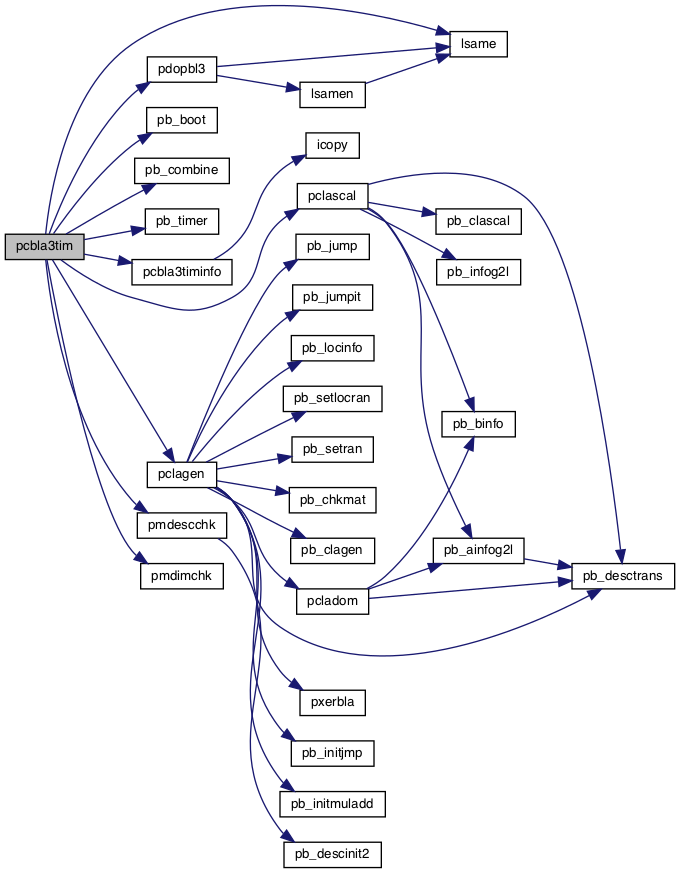 lsame
pdopbl3
lsamen
pb_boot
icopy
pb_combine
pclascal
pb_timer
pb_clascal
pcbla3tim
pb_jump
pcbla3timinfo
pb_infog2l
pb_jumpit
pb_locinfo
pb_setlocran
pb_binfo
pb_setran
pclagen
pb_chkmat
pmdescchk
pb_clagen
pb_ainfog2l
pmdimchk
pb_desctrans
pcladom
pxerbla
pb_initjmp
pb_initmuladd
pb_descinit2